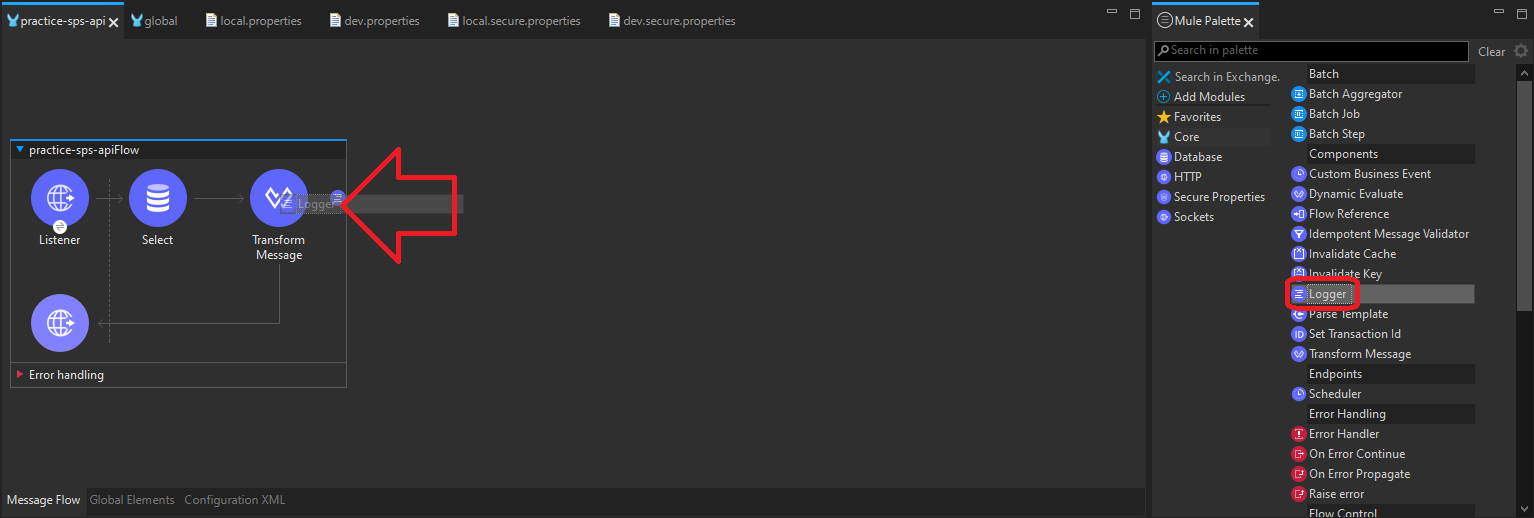 practice-sps-api
global
local.properties
dev.properties
local.secure.properties
dev.secure.properties
practice-sps-apiFlow
Listener
Select
Transform
Message
Logger
Error handling
Message Flow
Global Elements
Configuration XML
Mule Palette
Search in palette
Clear
Search in Exchange.
Add Modules
Favorites
Core
Database
HTTP
Secure Properties
Sockets
Batch
Batch Aggregator
Batch Job
Batch Step
Components
Custom Business Event
Dynamic Evaluate
Flow Reference
Idempotent Message Validator
Invalidate Cache
Invalidate Key
Logger
Parse Template
ID Set Transaction Id
Transform Message
Endpoints
Scheduler
Error Handling
Error Handler
On Error Continue
On Error Propagate
Raise error
Flow Control